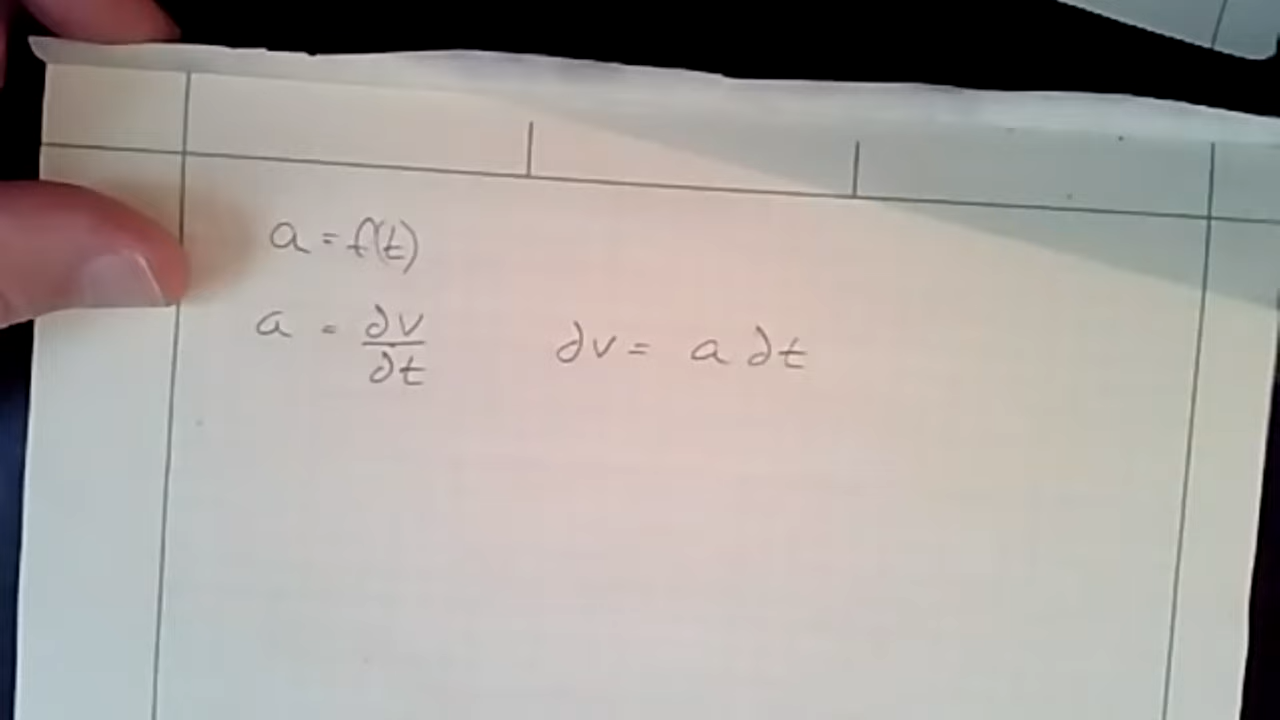 a = f(t)
a = ∂v/∂t    ∂v = a ∂t